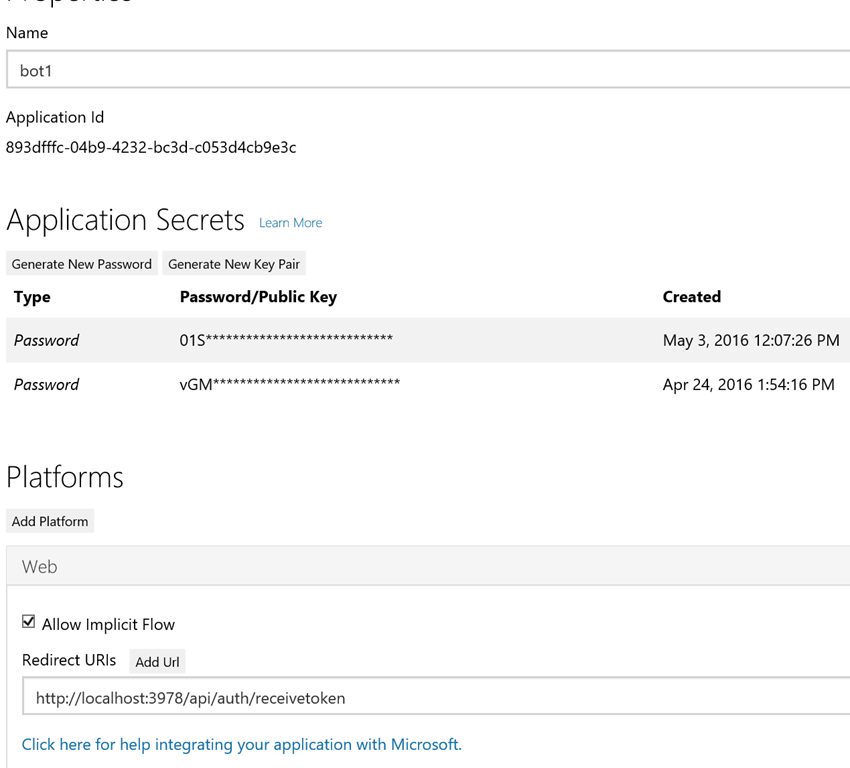 Properties
Name
bot1
Application Id
893dfffc-04b9-4232-bc3d-c053d4cb9e3c
Application Secrets Learn More
Generate New Password Generate New Key Pair
Type Password/Public Key Created
Password 01S**************************** May 3, 2016 12:07:26 PM
Password vGM**************************** Apr 24, 2016 1:54:16 PM
Platforms
Add Platform
Web
Allow Implicit Flow
Redirect URIs Add Url
http://localhost:3978/api/auth/receivetoken
Click here for help integrating your application with Microsoft.